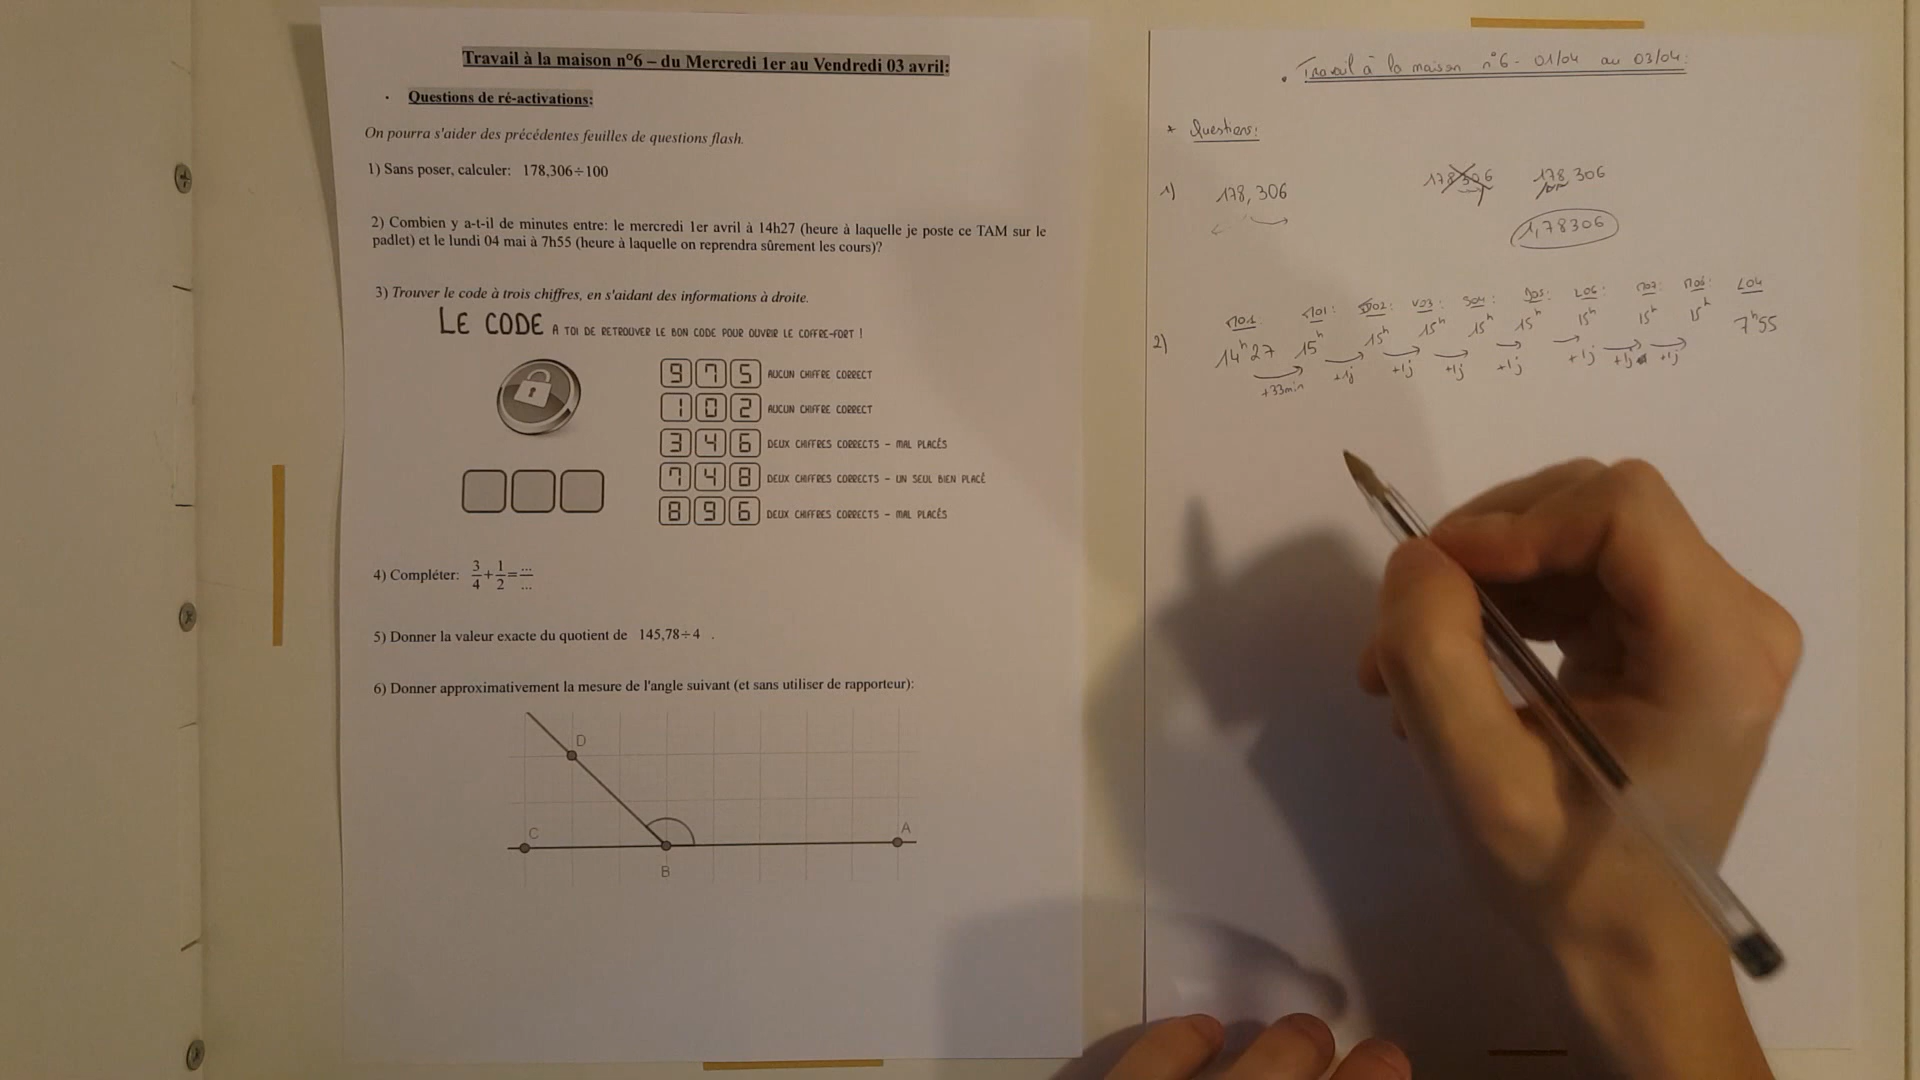 Travail à la maison n°6 – du Mercredi 1er au Vendredi 03 avril:
· Questions de ré-activations:
On pourra s'aider des précédentes feuilles de questions flash.
1) Sans poser, calculer: 178,306÷100
2) Combien y a-t-il de minutes entre: le mercredi 1er avril à 14h27 (heure à laquelle je poste ce TAM sur le
padlet) et le lundi 04 mai à 7h55 (heure à laquelle on reprendra sûrement les cours)?
3) Trouver le code à trois chiffres, en s'aidant des informations à droite.
LE CODE A TOI DE RETROUVER LE BON CODE POUR OUVRIR LE COFFRE-FORT !
9 7 5 AUCUN CHIFFRE CORRECT
1 0 2 AUCUN CHIFFRE CORRECT
3 4 6 DEUX CHIFFRES CORRECTS - MAL PLACÉS
7 4 8 DEUX CHIFFRES CORRECTS - UN SEUL BIEN PLACÉ
8 9 6 DEUX CHIFFRES CORRECTS - MAL PLACÉS
4) Compléter: 3/4+1/2=.../...
5) Donner la valeur exacte du quotient de 145,78÷4 .
6) Donner approximativement la mesure de l'angle suivant (et sans utiliser de rapporteur):
D
C
A
B
• Travail à la maison n°6 - 01/04 au 03/04:
* Questions:
1) 178,306 178,306
1,78306
2) V03: S04: L06: L04
14h27 15h 15h 15h 15h 15h 15h 15h 15h 7h55
+33min +1j +1j +1j +1j +1j +1j +1j